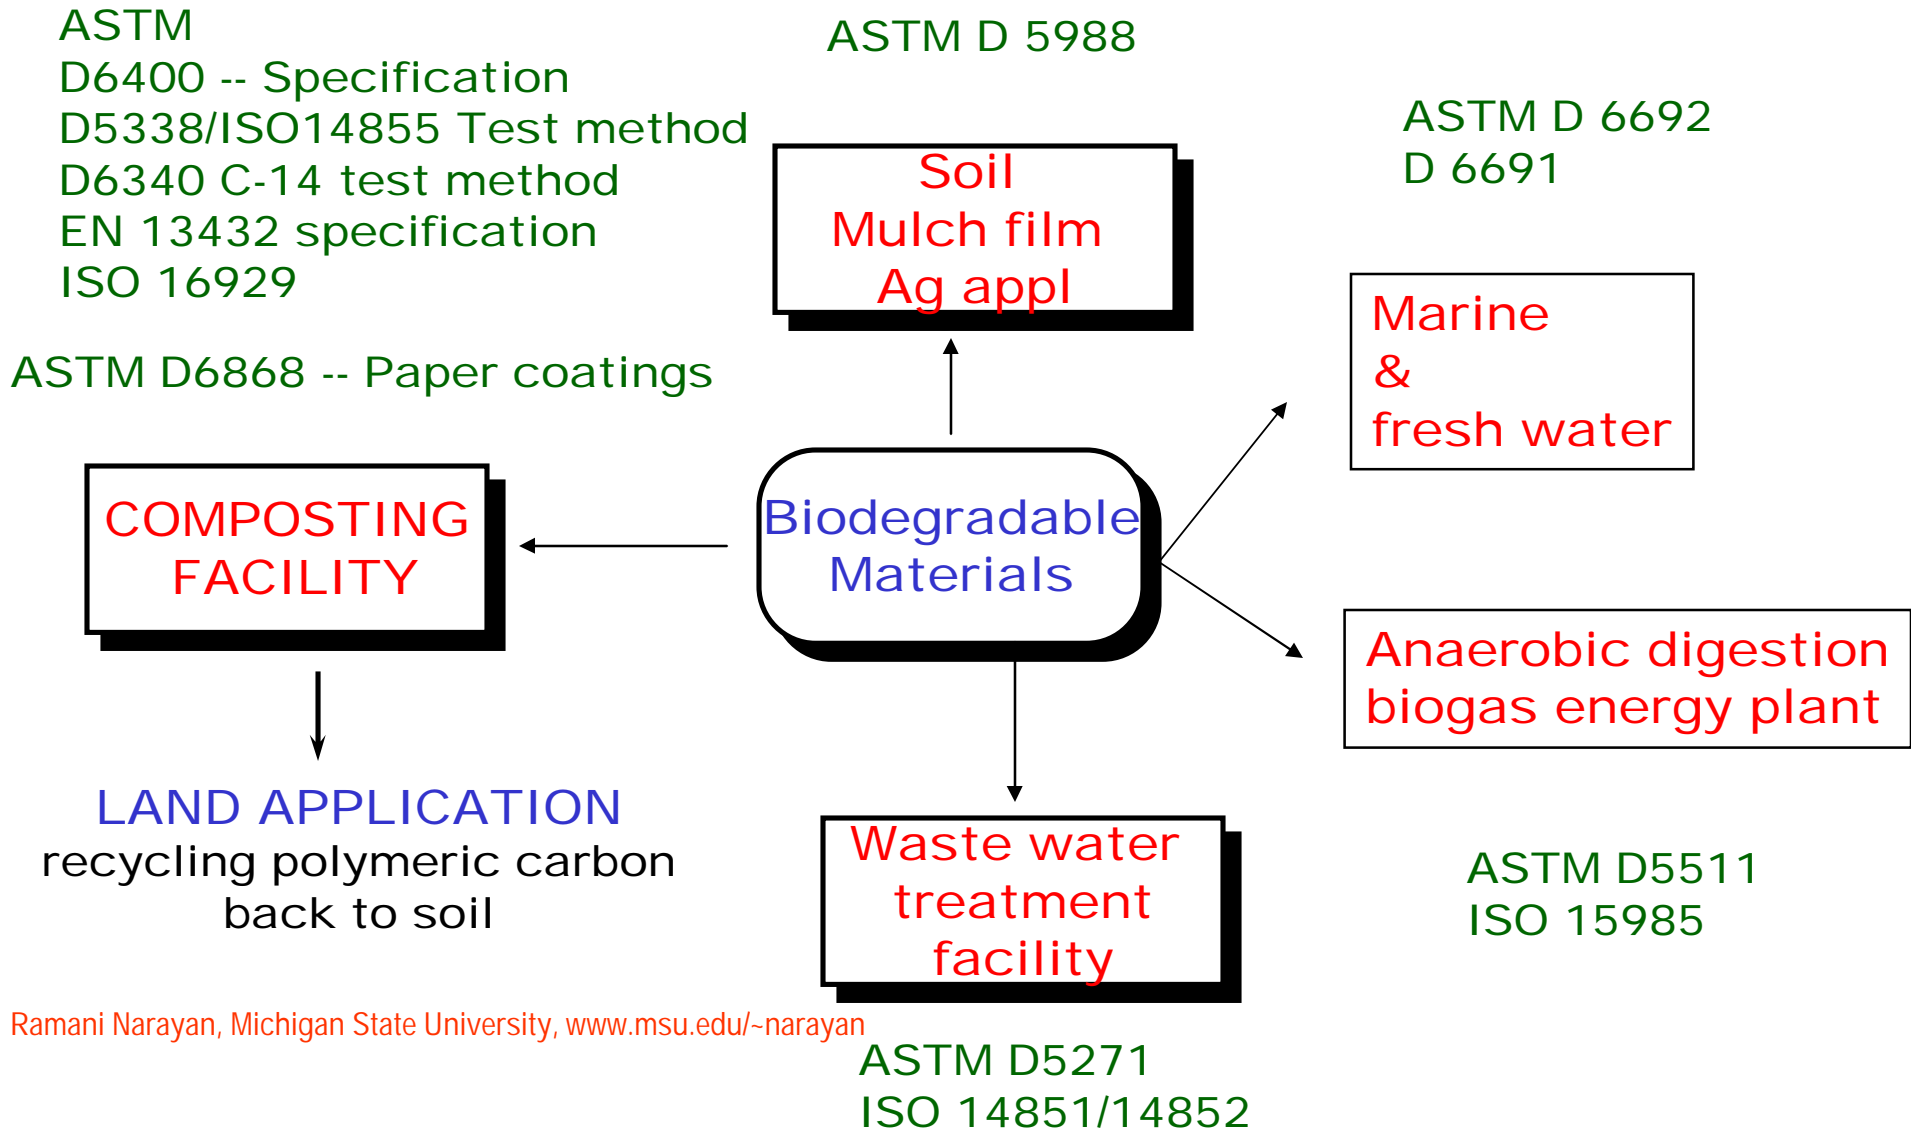 ASTM
D6400 -- Specification
D5338/ISO14855 Test method
D6340 C-14 test method
EN 13432 specification
ISO 16929
ASTM D6868 -- Paper coatings
ASTM D 5988
Soil
Mulch film
Ag appl
ASTM D 6692
D 6691
Marine
&
fresh water
COMPOSTING
FACILITY
Biodegradable
Materials
Anaerobic digestion
biogas energy plant
LAND APPLICATION
recycling polymeric carbon
back to soil
Waste water
treatment
facility
ASTM D5511
ISO 15985
Ramani Narayan, Michigan State University, www.msu.edu/~narayan
ASTM D5271
ISO 14851/14852